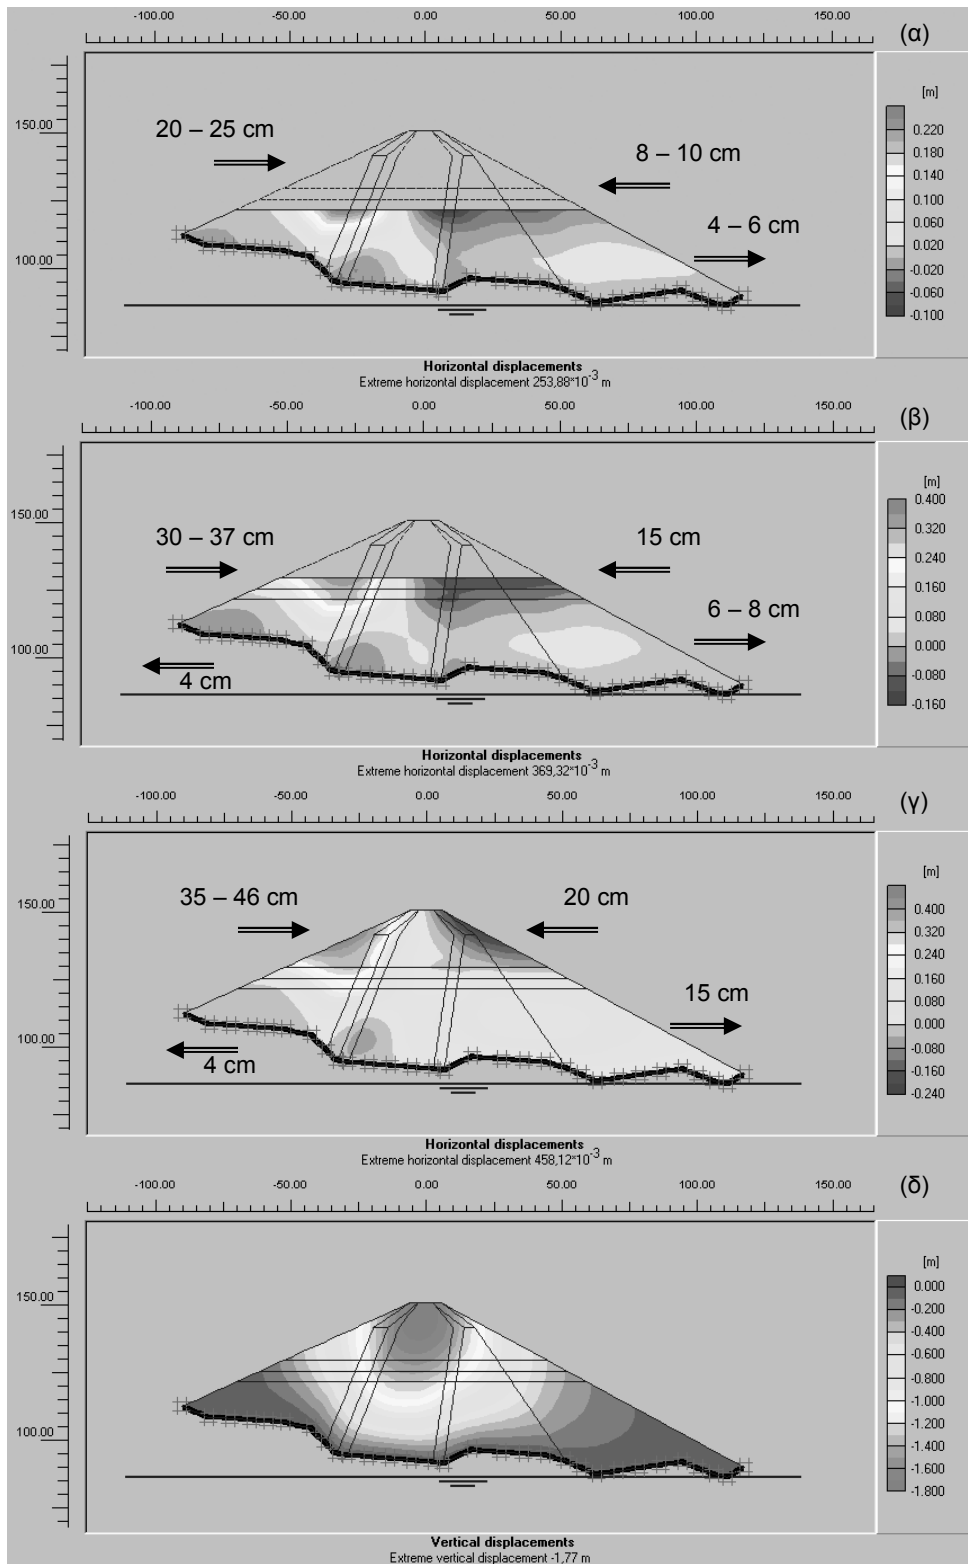 -100.00 -50.00 0.00 50.00 100.00 150.00
(α)
[m]
150.00
100.00
20 – 25 cm
8 – 10 cm
4 – 6 cm
0.220
0.180
0.140
0.100
0.060
0.020
-0.020
-0.060
-0.100
Horizontal displacements
Extreme horizontal displacement 253,88*10-3 m
-100.00 -50.00 0.00 50.00 100.00 150.00
(β)
[m]
150.00
100.00
30 – 37 cm
15 cm
6 – 8 cm
4 cm
0.400
0.320
0.240
0.160
0.080
0.000
-0.080
-0.160
Horizontal displacements
Extreme horizontal displacement 369,32*10-3 m
-100.00 -50.00 0.00 50.00 100.00 150.00
(γ)
[m]
150.00
100.00
35 – 46 cm
20 cm
15 cm
4 cm
0.400
0.320
0.240
0.160
0.080
0.000
-0.080
-0.160
-0.240
Horizontal displacements
Extreme horizontal displacement 458,12*10-3 m
-100.00 -50.00 0.00 50.00 100.00 150.00
(δ)
[m]
150.00
100.00
0.000
-0.200
-0.400
-0.600
-0.800
-1.000
-1.200
-1.400
-1.600
-1.800
Vertical displacements
Extreme vertical displacement -1,77 m